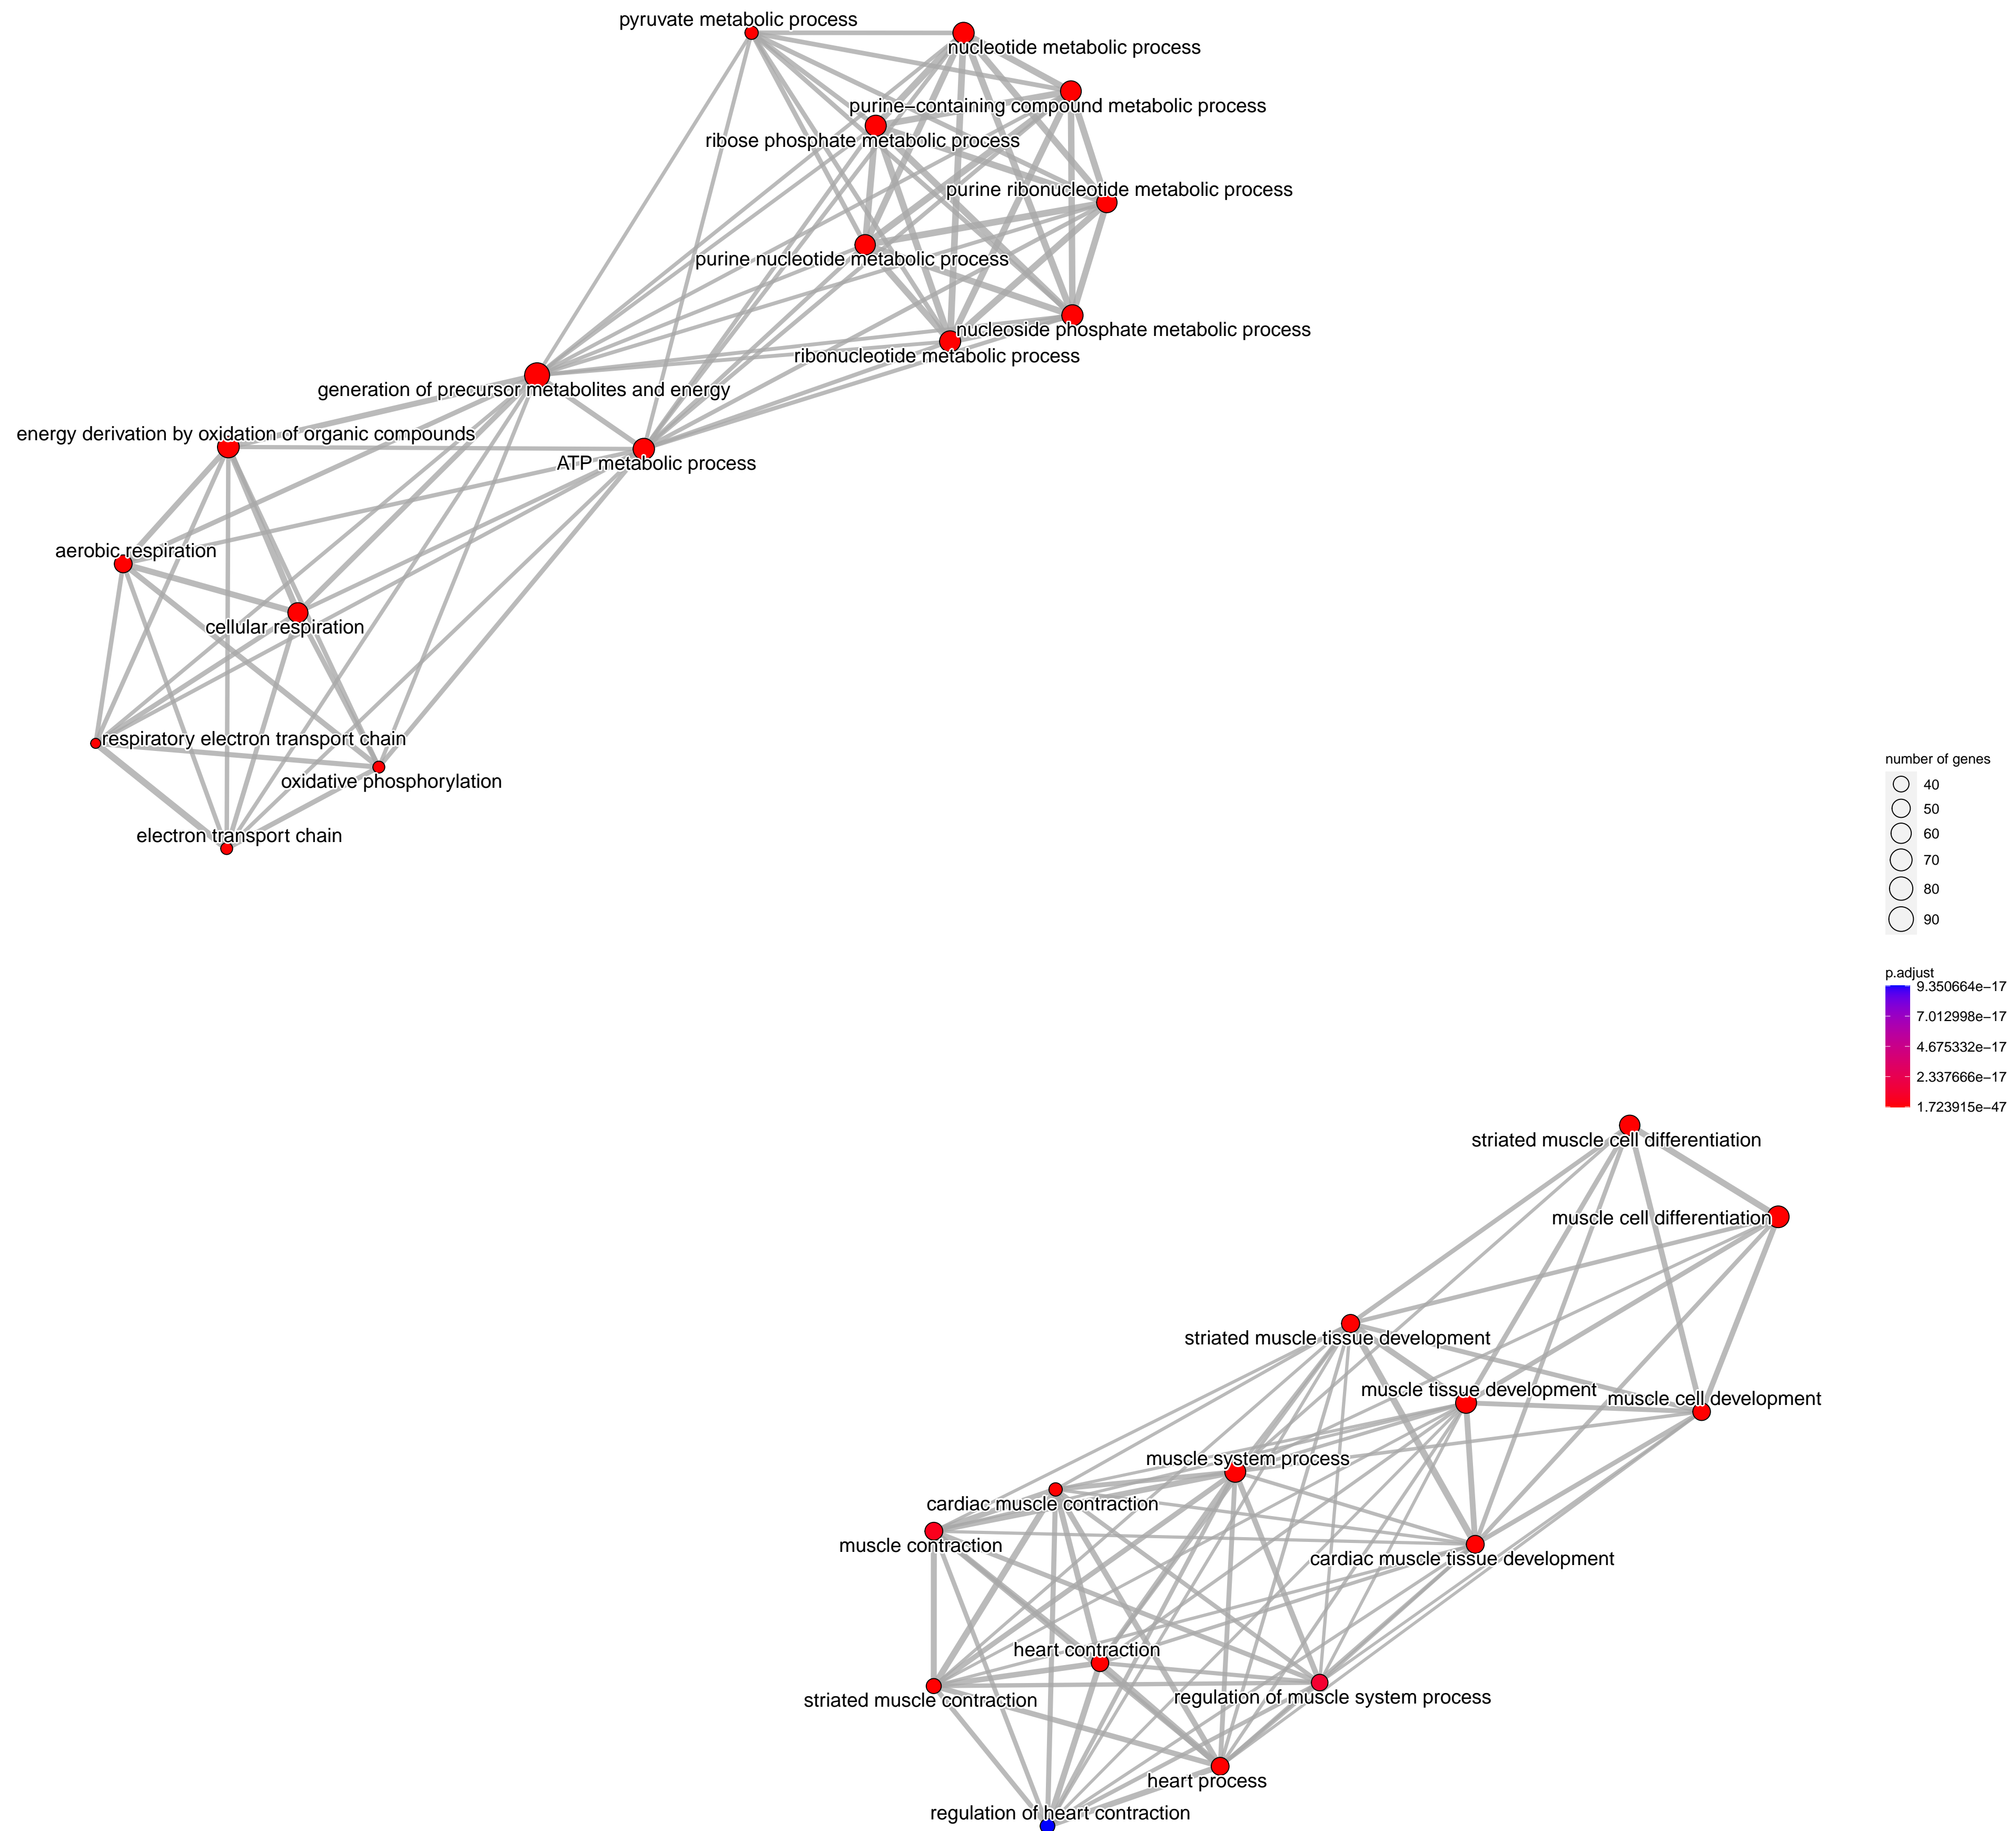 pyruvate metabolic process
nucleotide metabolic process
purine−containing compound metabolic process
ribose phosphate metabolic process
purine ribonucleotide metabolic process
purine nucleotide metabolic process
nucleoside phosphate metabolic process
ribonucleotide metabolic process
generation of precursor metabolites and energy
energy derivation by oxidation of organic compounds
ATP metabolic process
aerobic respiration
cellular respiration
respiratory electron transport chain
oxidative phosphorylation
electron transport chain
number of genes
40
50
60
70
80
90
p.adjust
9.350664e−17
7.012998e−17
4.675332e−17
2.337666e−17
1.723915e−47
striated muscle cell differentiation
muscle cell differentiation
striated muscle tissue development
muscle tissue development
muscle cell development
muscle system process
cardiac muscle contraction
muscle contraction
cardiac muscle tissue development
heart contraction
striated muscle contraction
regulation of muscle system process
heart process
regulation of heart contraction